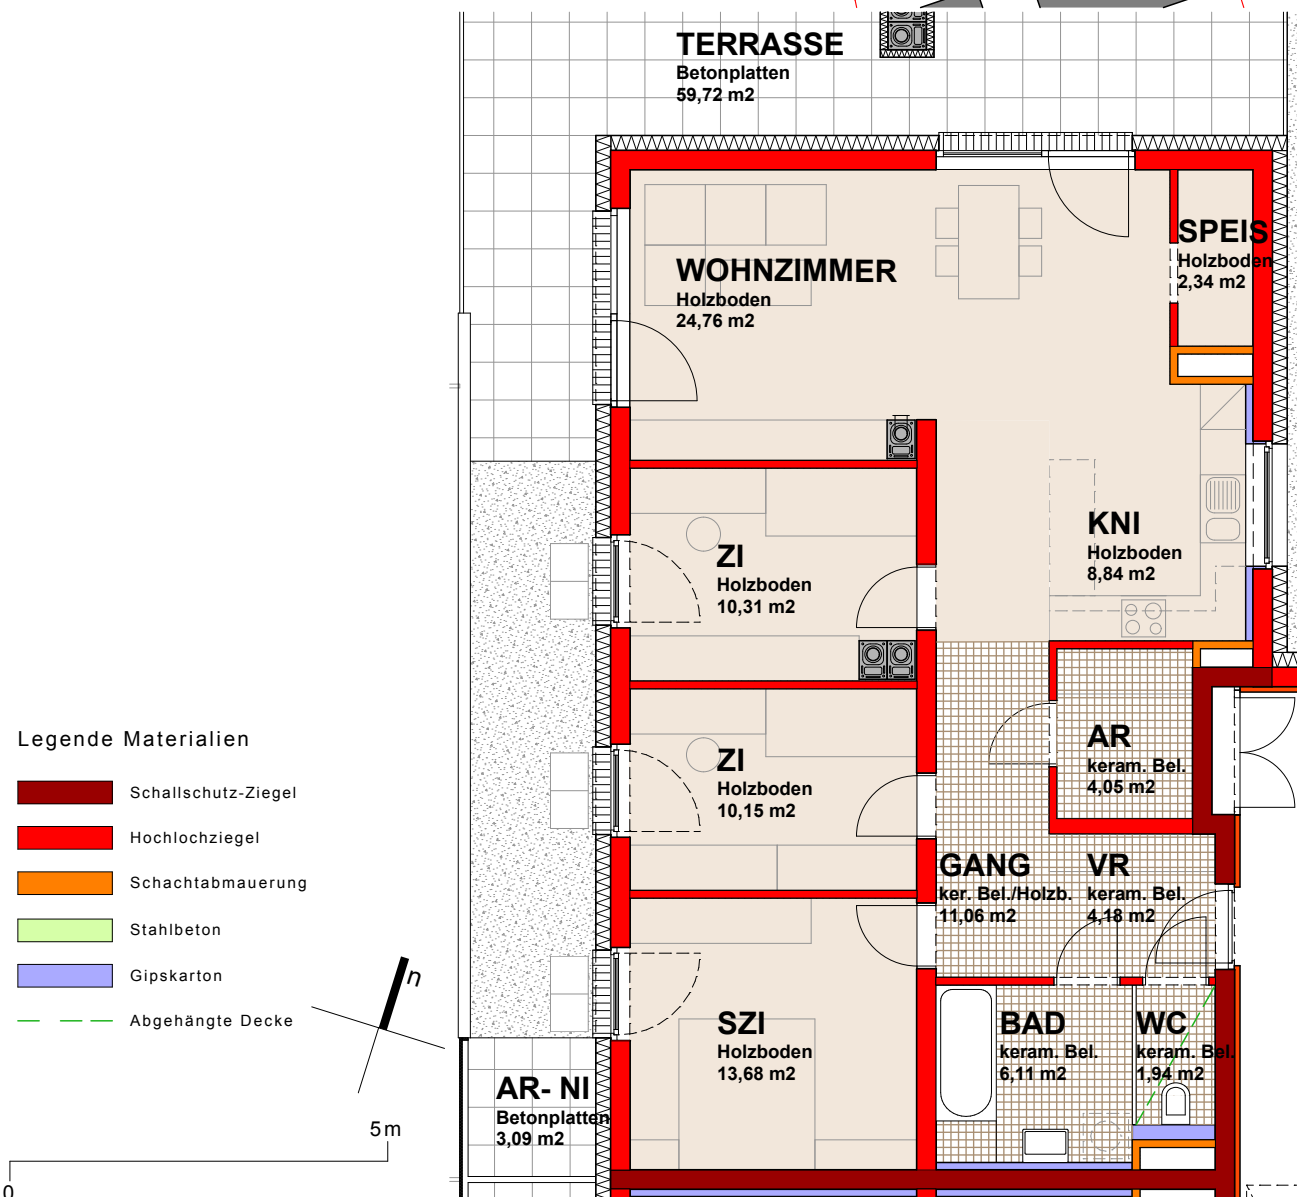 TERRASSE
Betonplatten
59,72 m2
WOHNZIMMER
Holzboden
24,76 m2
SPEIS
Holzboden
2,34 m2
KNI
Holzboden
8,84 m2
ZI
Holzboden
10,31 m2
ZI
Holzboden
10,15 m2
AR
keram. Bel.
4,05 m2
GANG
ker. Bel./Holzb.
11,06 m2
VR
keram. Bel.
4,18 m2
SZI
Holzboden
13,68 m2
BAD
keram. Bel.
6,11 m2
WC
keram. Bel.
1,94 m2
AR- NI
Betonplatten
3,09 m2
Legende Materialien
Schallschutz-Ziegel
Hochlochziegel
Schachtabmauerung
Stahlbeton
Gipskarton
Abgehängte Decke
n
5m
0